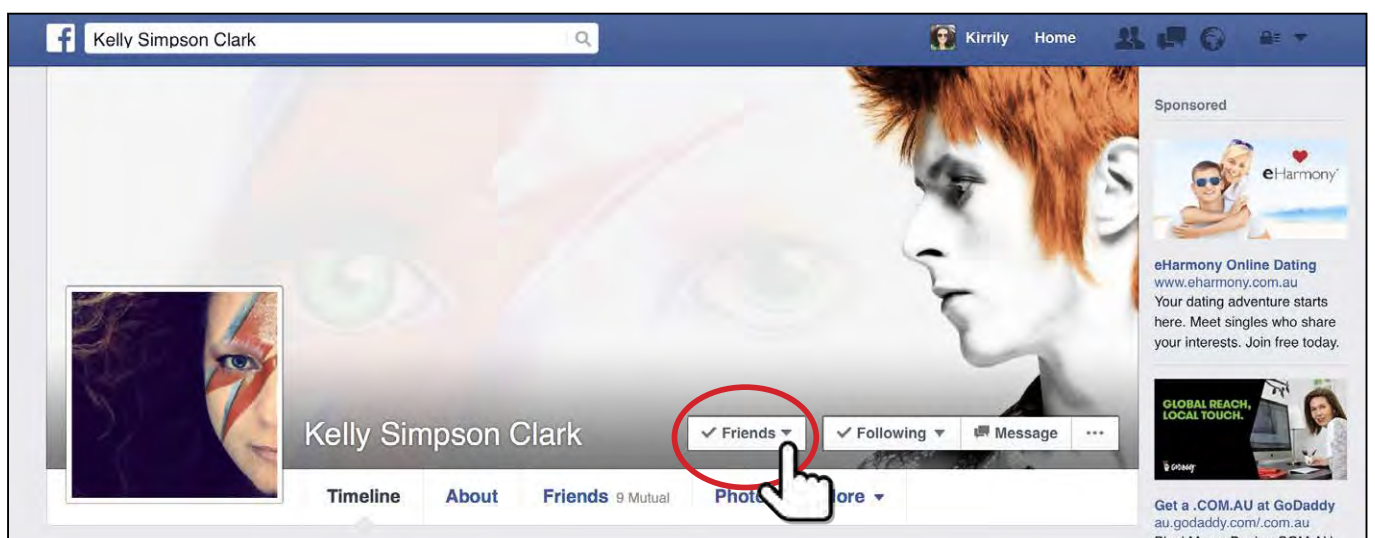 f
Kelly Simpson Clark
Kirrily Home
Kelly Simpson Clark
Friends
Following
Message
...
Timeline About Friends 9 Mutual
Sponsored
eHarmony
eHarmony Online Dating
www.eharmony.com.au
Your dating adventure starts
here. Meet singles who share
your interests. Join free today.
GLOBAL REACH,
LOCAL TOUCH.
GoDaddy
Get a .COM.AU at GoDaddy
au.godaddy.com/.com.au